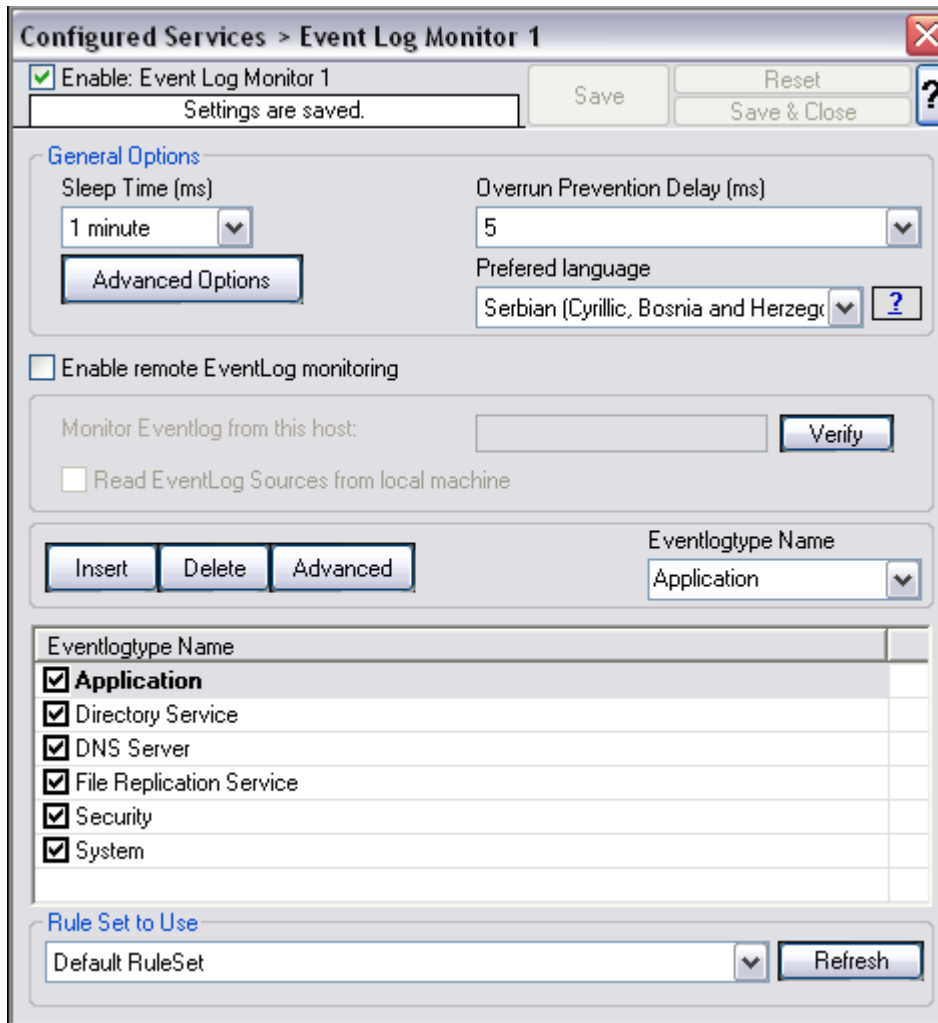 Configured Services > Event Log Monitor 1
Enable: Event Log Monitor 1
Settings are saved.
Save
Reset
Save & Close
?
General Options
Sleep Time (ms)
Overrun Prevention Delay (ms)
1 minute
5
Advanced Options
Prefered language
Serbian (Cyrillic, Bosnia and
?
Enable remote EventLog monitoring
Monitor Eventlog from this host:
Verify
Read EventLog Sources from local machine
Insert
Delete
Advanced
Eventlogtype Name
Application
Eventlogtype Name
Application
Directory Service
DNS Server
File Replication Service
Security
System
Rule Set to Use
Default RuleSet
Refresh